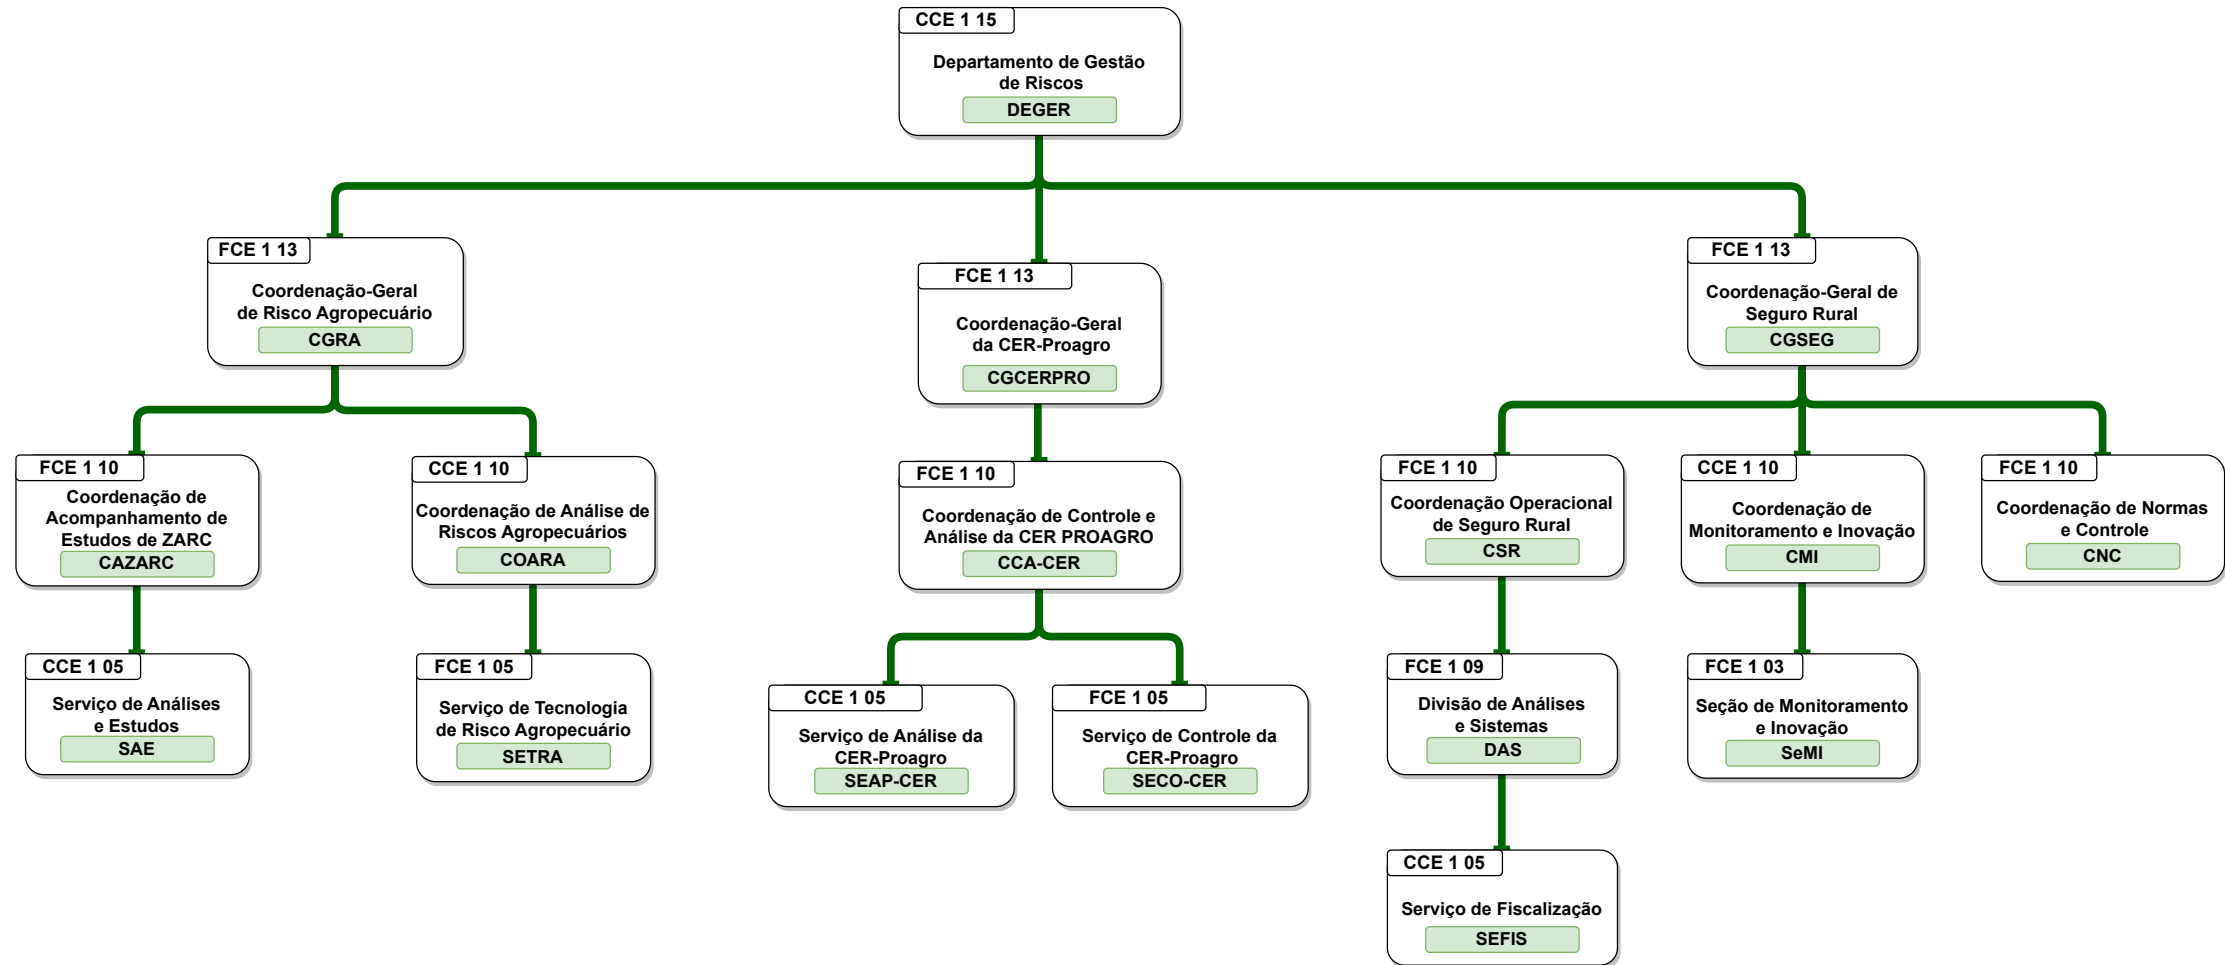 CCE 1 15
Departamento de Gestão
de Riscos
DEGER
FCE 1 13
Coordenação-Geral
de Risco Agropecuário
CGRA
FCE 1 13
Coordenação-Geral
da CER-Proagro
CGCERPRO
FCE 1 13
Coordenação-Geral de
Seguro Rural
CGSEG
FCE 1 10
Coordenação de
Acompanhamento de
Estudos de ZARC
CAZARC
CCE 1 10
Coordenação de Análise de
Riscos Agropecuários
COARA
FCE 1 10
Coordenação de Controle e
Análise da CER PROAGRO
CCA-CER
FCE 1 10
Coordenação Operacional
de Seguro Rural
CSR
CCE 1 10
Coordenação de
Monitoramento e Inovação
CMI
FCE 1 10
Coordenação de Normas
e Controle
CNC
CCE 1 05
Serviço de Análises
e Estudos
SAE
FCE 1 05
Serviço de Tecnologia
de Risco Agropecuário
SETRA
CCE 1 05
Serviço de Análise da
CER-Proagro
SEAP-CER
FCE 1 05
Serviço de Controle da
CER-Proagro
SECO-CER
FCE 1 09
Divisão de Análises
e Sistemas
DAS
FCE 1 03
Seção de Monitoramento
e Inovação
SeMI
CCE 1 05
Serviço de Fiscalização
SEFIS